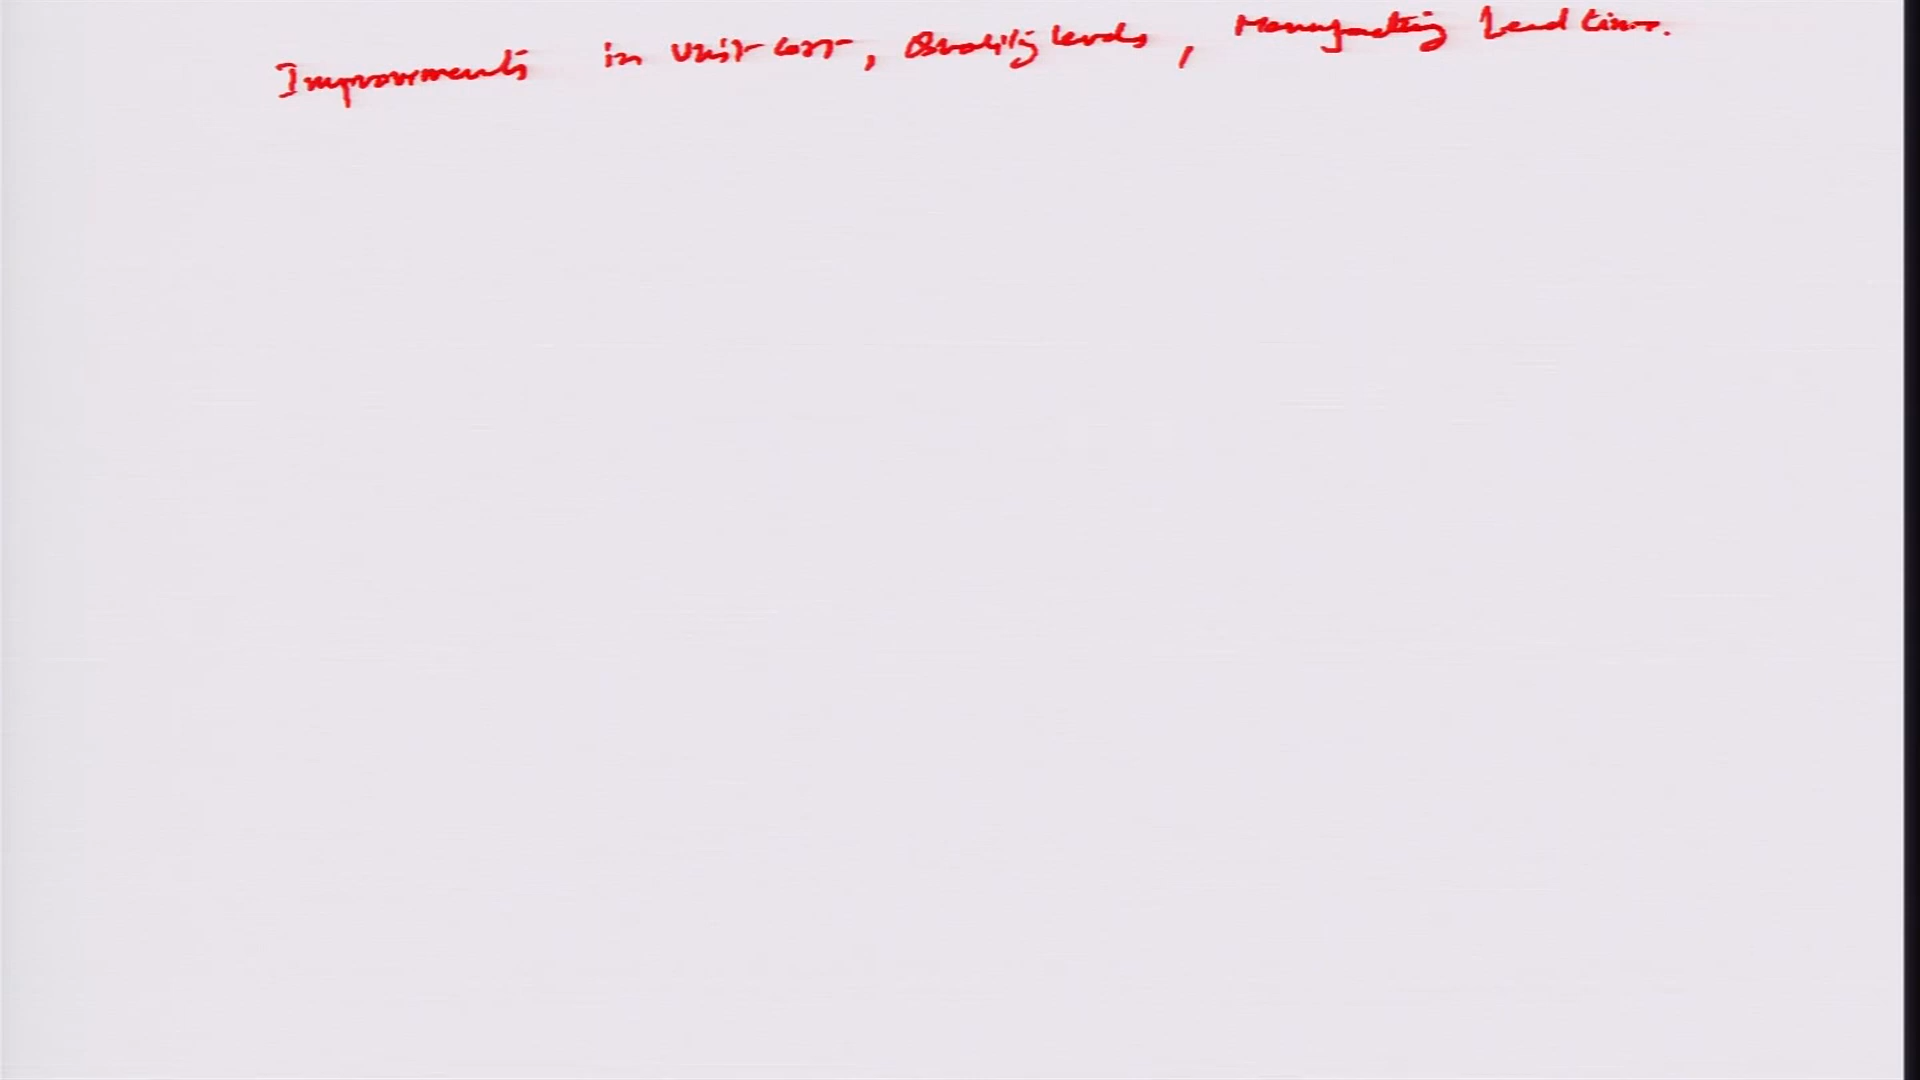 Improvements in Unit cost, Quality levels, Manufacturing Lead time.